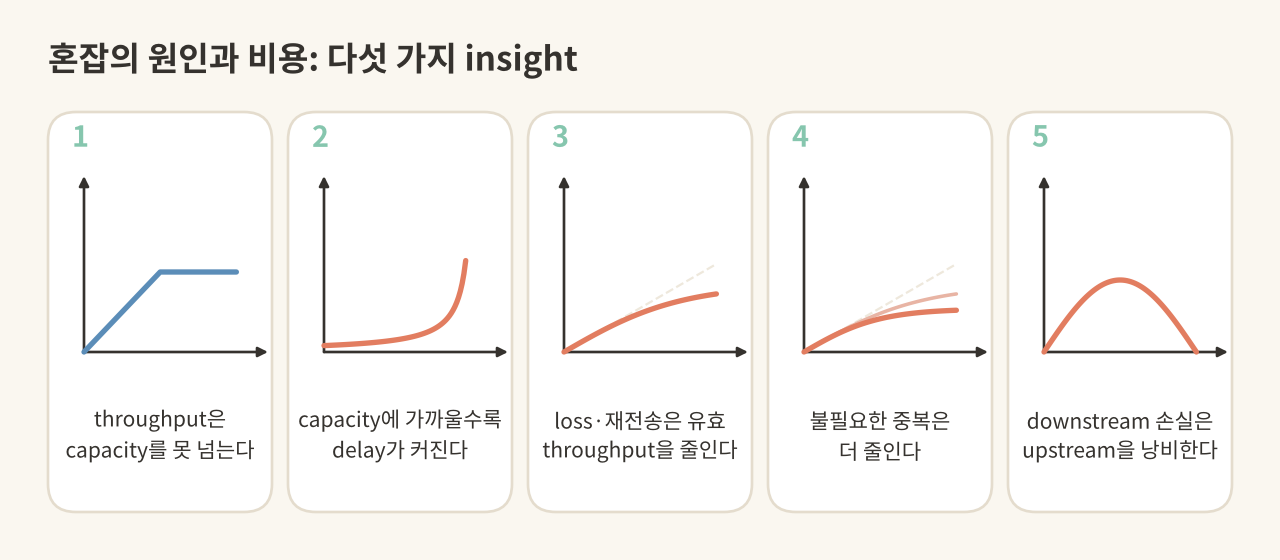 혼잡의 원인과 비용: 다섯 가지 insight
1
throughput은
capacity를 못 넘는다
2
capacity에 가까울수록
delay가 커진다
3
loss·재전송은 유효
throughput을 줄인다
4
불필요한 중복은
더 줄인다
5
downstream 손실은
upstream을 낭비한다